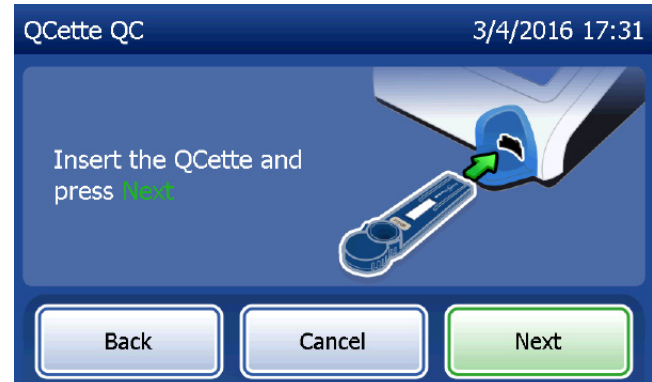 QCette QC
3/4/2016 17:31
Insert the QCette and
press Next
Back
Cancel
Next